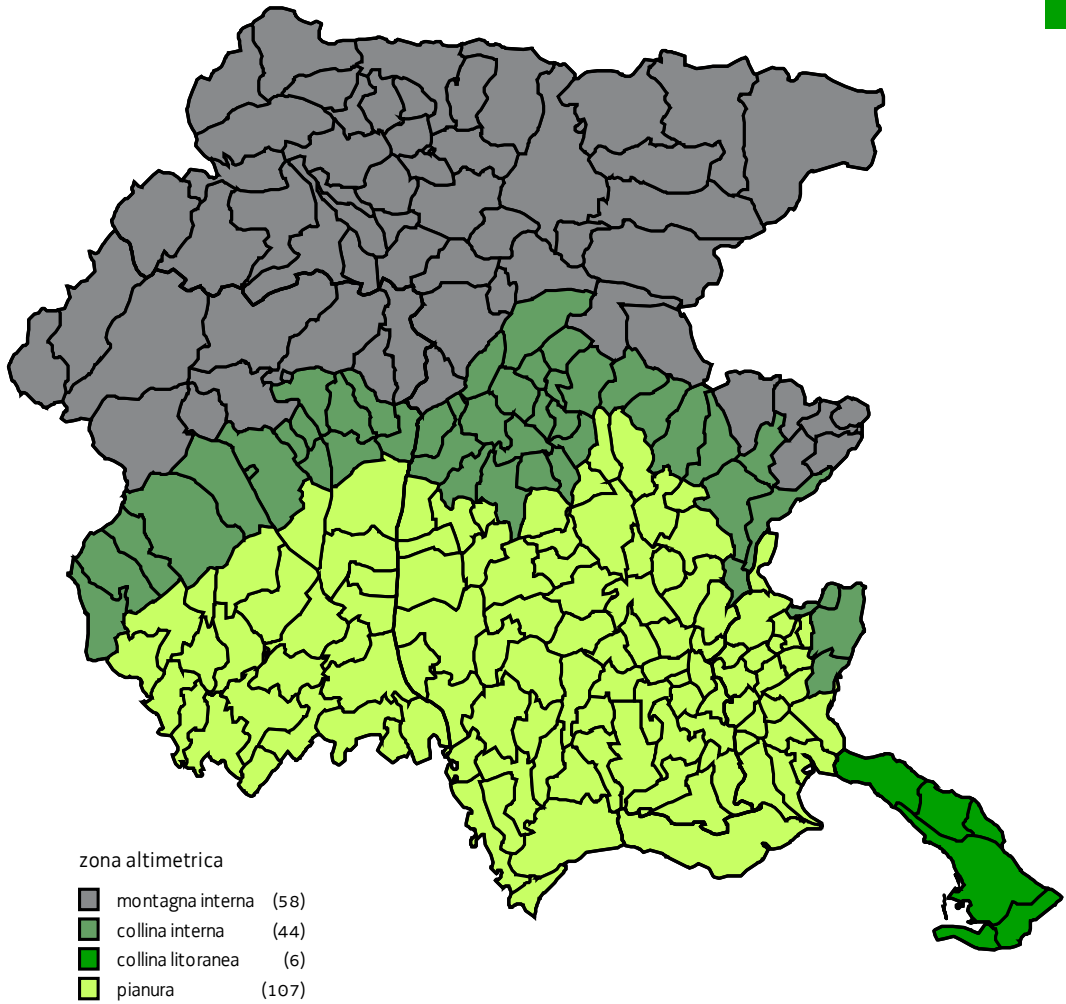 zona altimetrica
montagna interna (58)
collina interna (44)
collina litoranea (6)
pianura (107)